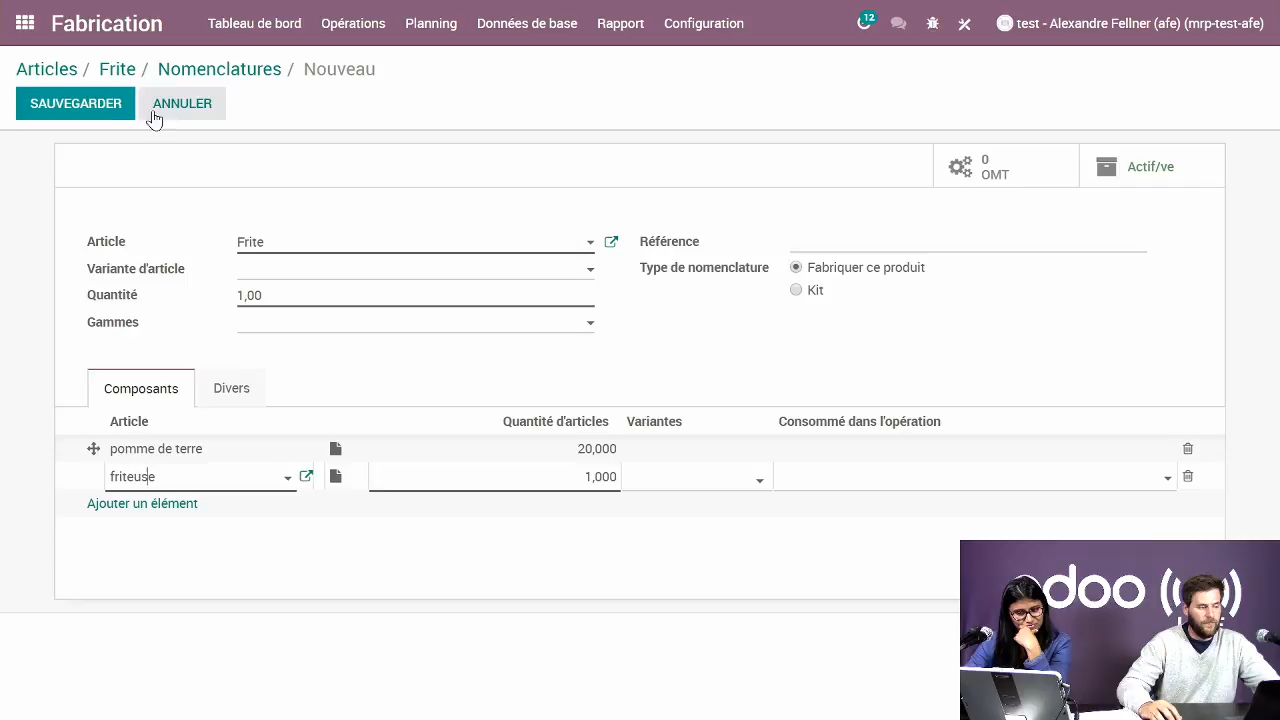 Fabrication Tableau de bord Opérations Planning Données de base Rapport Configuration 12 test - Alexandre Fellner (afe) (mrp-test-afe)
Articles / Frite / Nomenclatures / Nouveau
SAUVEGARDER ANNULER
0
OMT
Actif/ve
Article Frite
Référence
Variante d'article
Type de nomenclature Fabriquer ce produit
Kit
Quantité 1,00
Gammes
Composants Divers
Article Quantité d'articles Variantes Consommé dans l'opération
pomme de terre 20,000
friteuse 1,000
Ajouter un élément
odoo